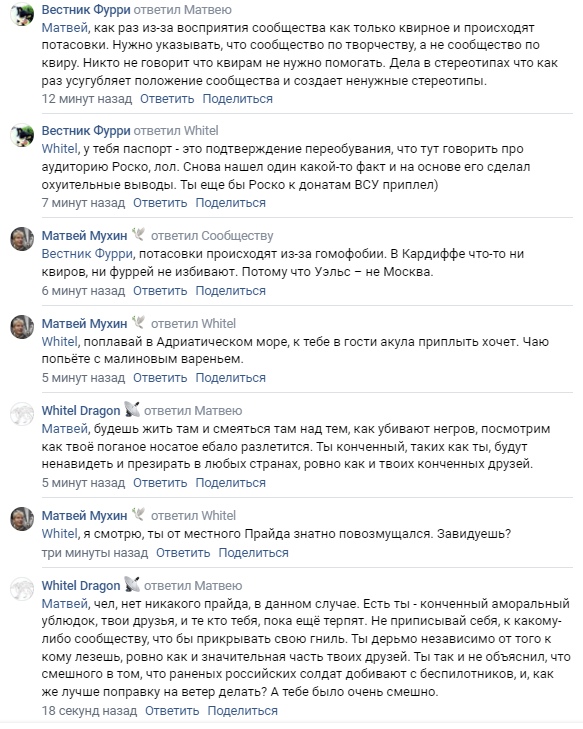 Вестник Фурри ответил Матвею
Матвей, как раз из-за восприятия сообщества как только квирное и происходят
потасовки. Нужно указывать, что сообщество по творчеству, а не сообщество по
квиру. Никто не говорит что квирам не нужно помогать. Дела в стереотипах что как
раз усугубляет положение сообщества и создает ненужные стереотипы.
12 минут назад Ответить Поделиться
Вестник Фурри ответил Whitel
Whitel, у тебя паспорт - это подтверждение переобувания, что тут говорить про
аудиторию Роско, лол. Снова нашел один какой-то факт и на основе его сделал
охуительные выводы. Ты еще бы Роско к донатам ВСУ приплел)
7 минут назад Ответить Поделиться
Матвей Мухин ответил Сообществу
Вестник Фурри, потасовки происходят из-за гомофобии. В Кардиффе что-то ни
квиров, ни фуррей не избивают. Потому что Уэльс – не Москва.
6 минут назад Ответить Поделиться
Матвей Мухин ответил Whitel
Whitel, поплавай в Адриатическом море, к тебе в гости акула приплыть хочет. Чаю
попьёте с малиновым вареньем.
5 минут назад Ответить Поделиться
Whitel Dragon ответил Матвею
Матвей, будешь жить там и смеяться там над тем, как убивают негров, посмотрим
как твоё поганое носатое ебало разлетится. Ты конченный, таких как ты, будут
ненавидеть и презирать в любых странах, ровно как и твоих конченных друзей.
5 минут назад Ответить Поделиться
Матвей Мухин ответил Whitel
Whitel, я смотрю, ты от местного Прайда знатно повозмущался. Завидуешь?
три минуты назад Ответить Поделиться
Whitel Dragon ответил Матвею
Матвей, чел, нет никакого прайда, в данном случае. Есть ты - конченный аморальный
ублюдок, твои друзья, и те кто тебя, пока ещё терпят. Не приписывай себя, к какому-
либо сообществу, что бы прикрывать свою гниль. Ты дерьмо независимо от того к
кому лезешь, ровно как и значительная часть твоих друзей. Ты так и не объяснил, что
смешного в том, что раненых российских солдат добивают с беспилотников, и, как
же лучше поправку на ветер делать? А тебе было очень смешно.
18 секунд назад Ответить Поделиться